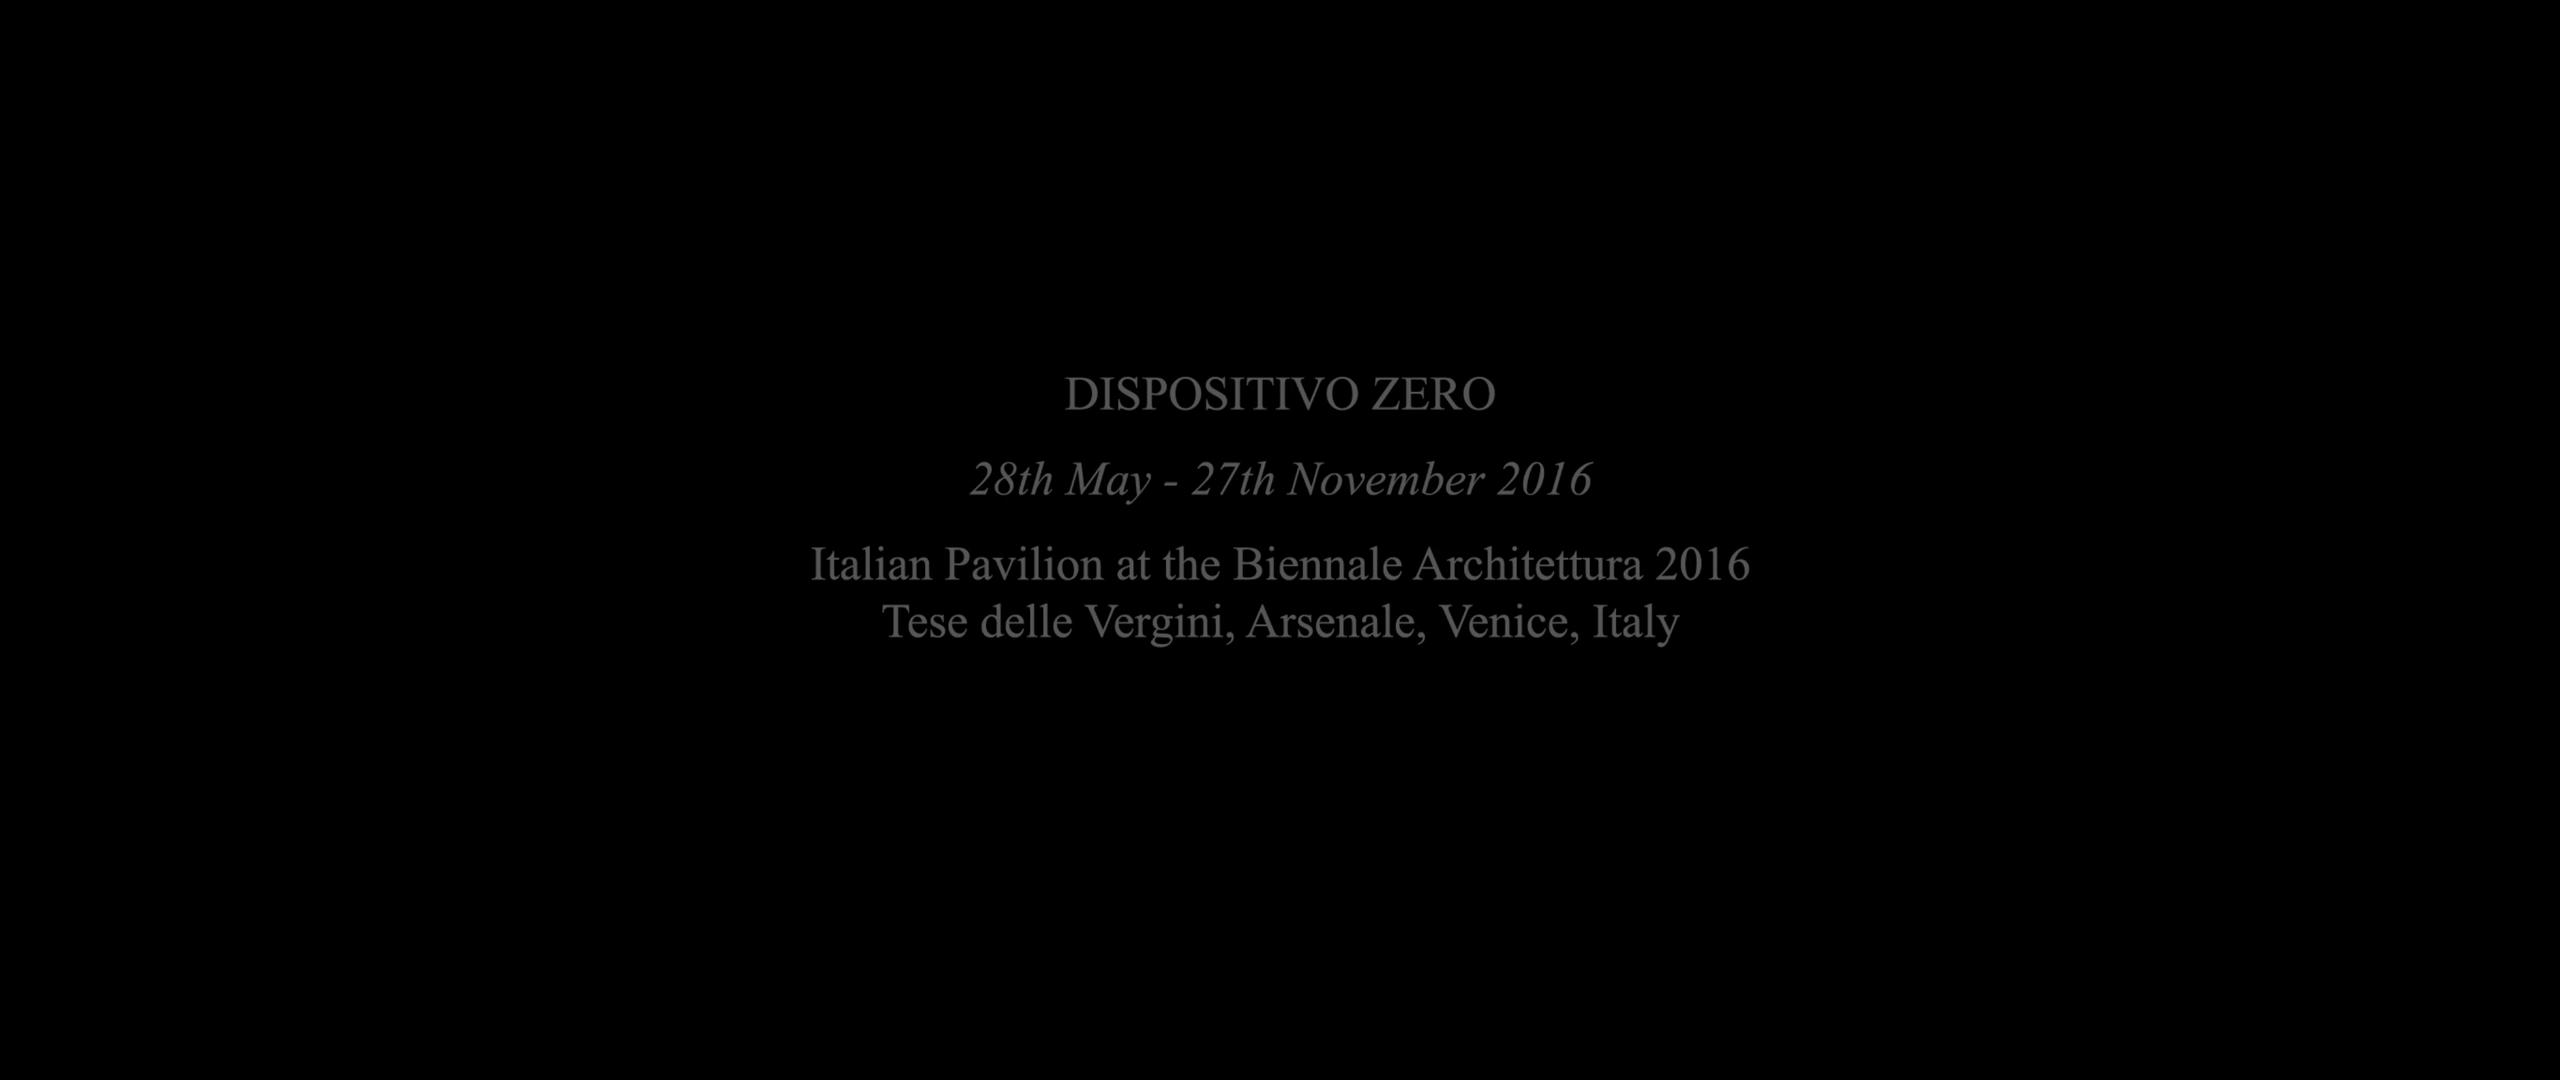 DISPOSITIVO ZERO
28th May - 27th November 2016
Italian Pavilion at the Biennale Architettura 2016
Tese delle Vergini, Arsenale, Venice, Italy